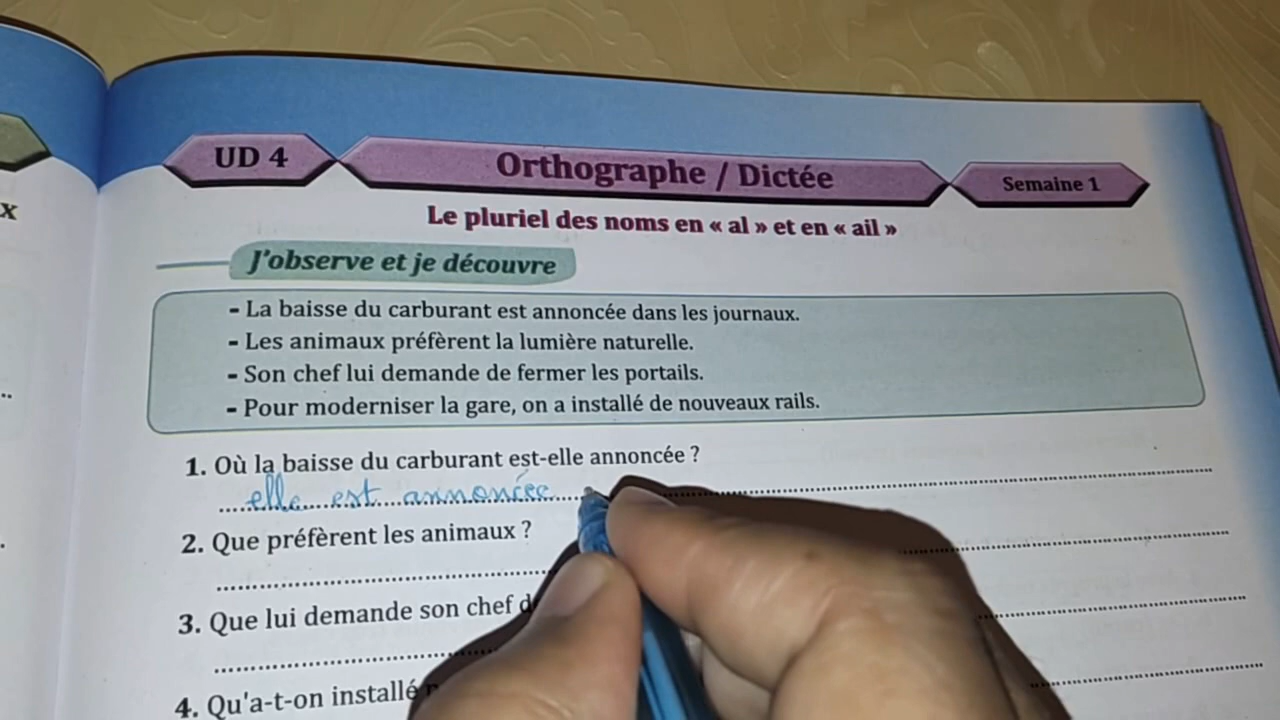 x
UD 4
Orthographe / Dictée
Semaine 1
Le pluriel des noms en « al » et en « ail »
J'observe et je découvre
- La baisse du carburant est annoncée dans les journaux.
- Les animaux préfèrent la lumière naturelle.
- Son chef lui demande de fermer les portails.
- Pour moderniser la gare, on a installé de nouveaux rails.
1. Où la baisse du carburant est-elle annoncée ?
elle est annoncée
2. Que préfèrent les animaux ?
3. Que lui demande son chef
4. Qu'a-t-on installé